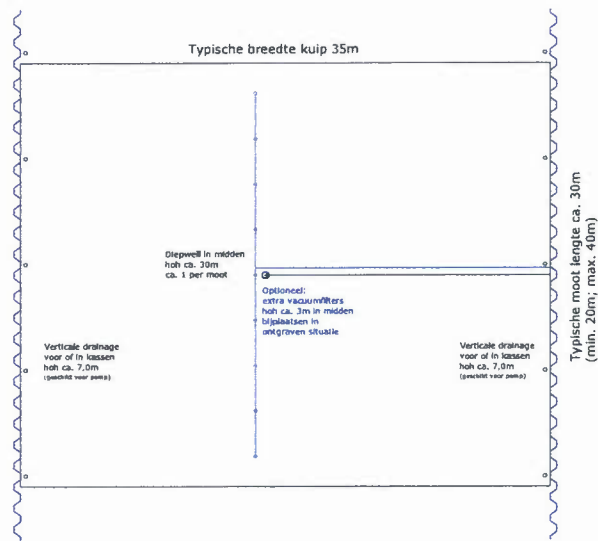 Typische breedte kuip 35m
Diepwell in midden
hoh ca. 30m
ca. 1 per moot
Optioneel:
extra vacuumfilters
hoh ca. 3m in midden
bijplaatsen in
ontgraven situatie
Verticale drainage
voor of in kassen
hoh ca. 7,0m
(geschikt voor pomp)
Verticale drainage
voor of in kassen
hoh ca. 7,0m
(geschikt voor pomp)
Typische moot lengte ca. 30m
(min. 20m; max. 40m)